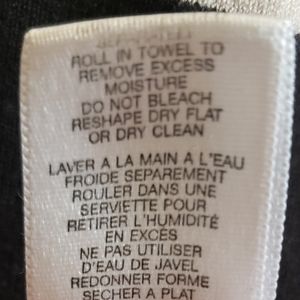 SEPARATELY
ROLL IN TOWEL TO
REMOVE EXCESS
MOISTURE
DO NOT BLEACH
RESHAPE DRY FLAT
OR DRY CLEAN
LAVER A LA MAIN A L'EAU
FROIDE SEPAREMENT
ROULER DANS UNE
SERVIETTE POUR
RETIRER L'HUMIDITÉ
EN EXCÈS
NE PAS UTILISER
D'EAU DE JAVEL
REDONNER FORME
SECHER A PLAT